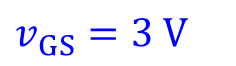 v_GS = 3 V